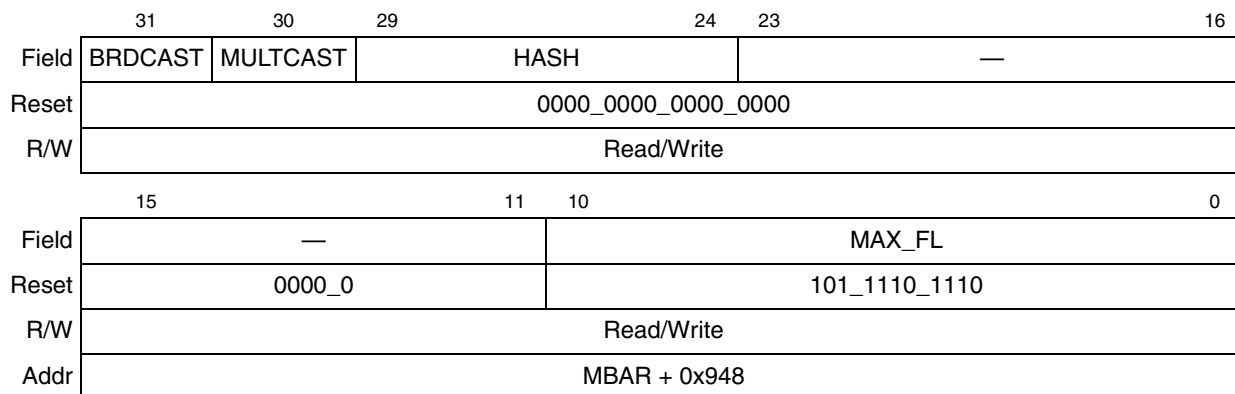 31 30 29 24 23 16
Field BRDCAST MULTCAST HASH —
Reset 0000_0000_0000_0000
R/W Read/Write
15 11 10 0
Field — MAX_FL
Reset 0000_0 101_1110_1110
R/W Read/Write
Addr MBAR + 0x948